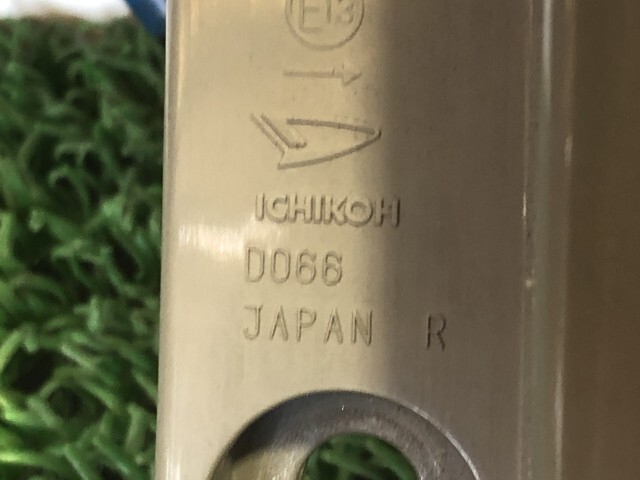 E13
ICHIKOH
D066
JAPAN R